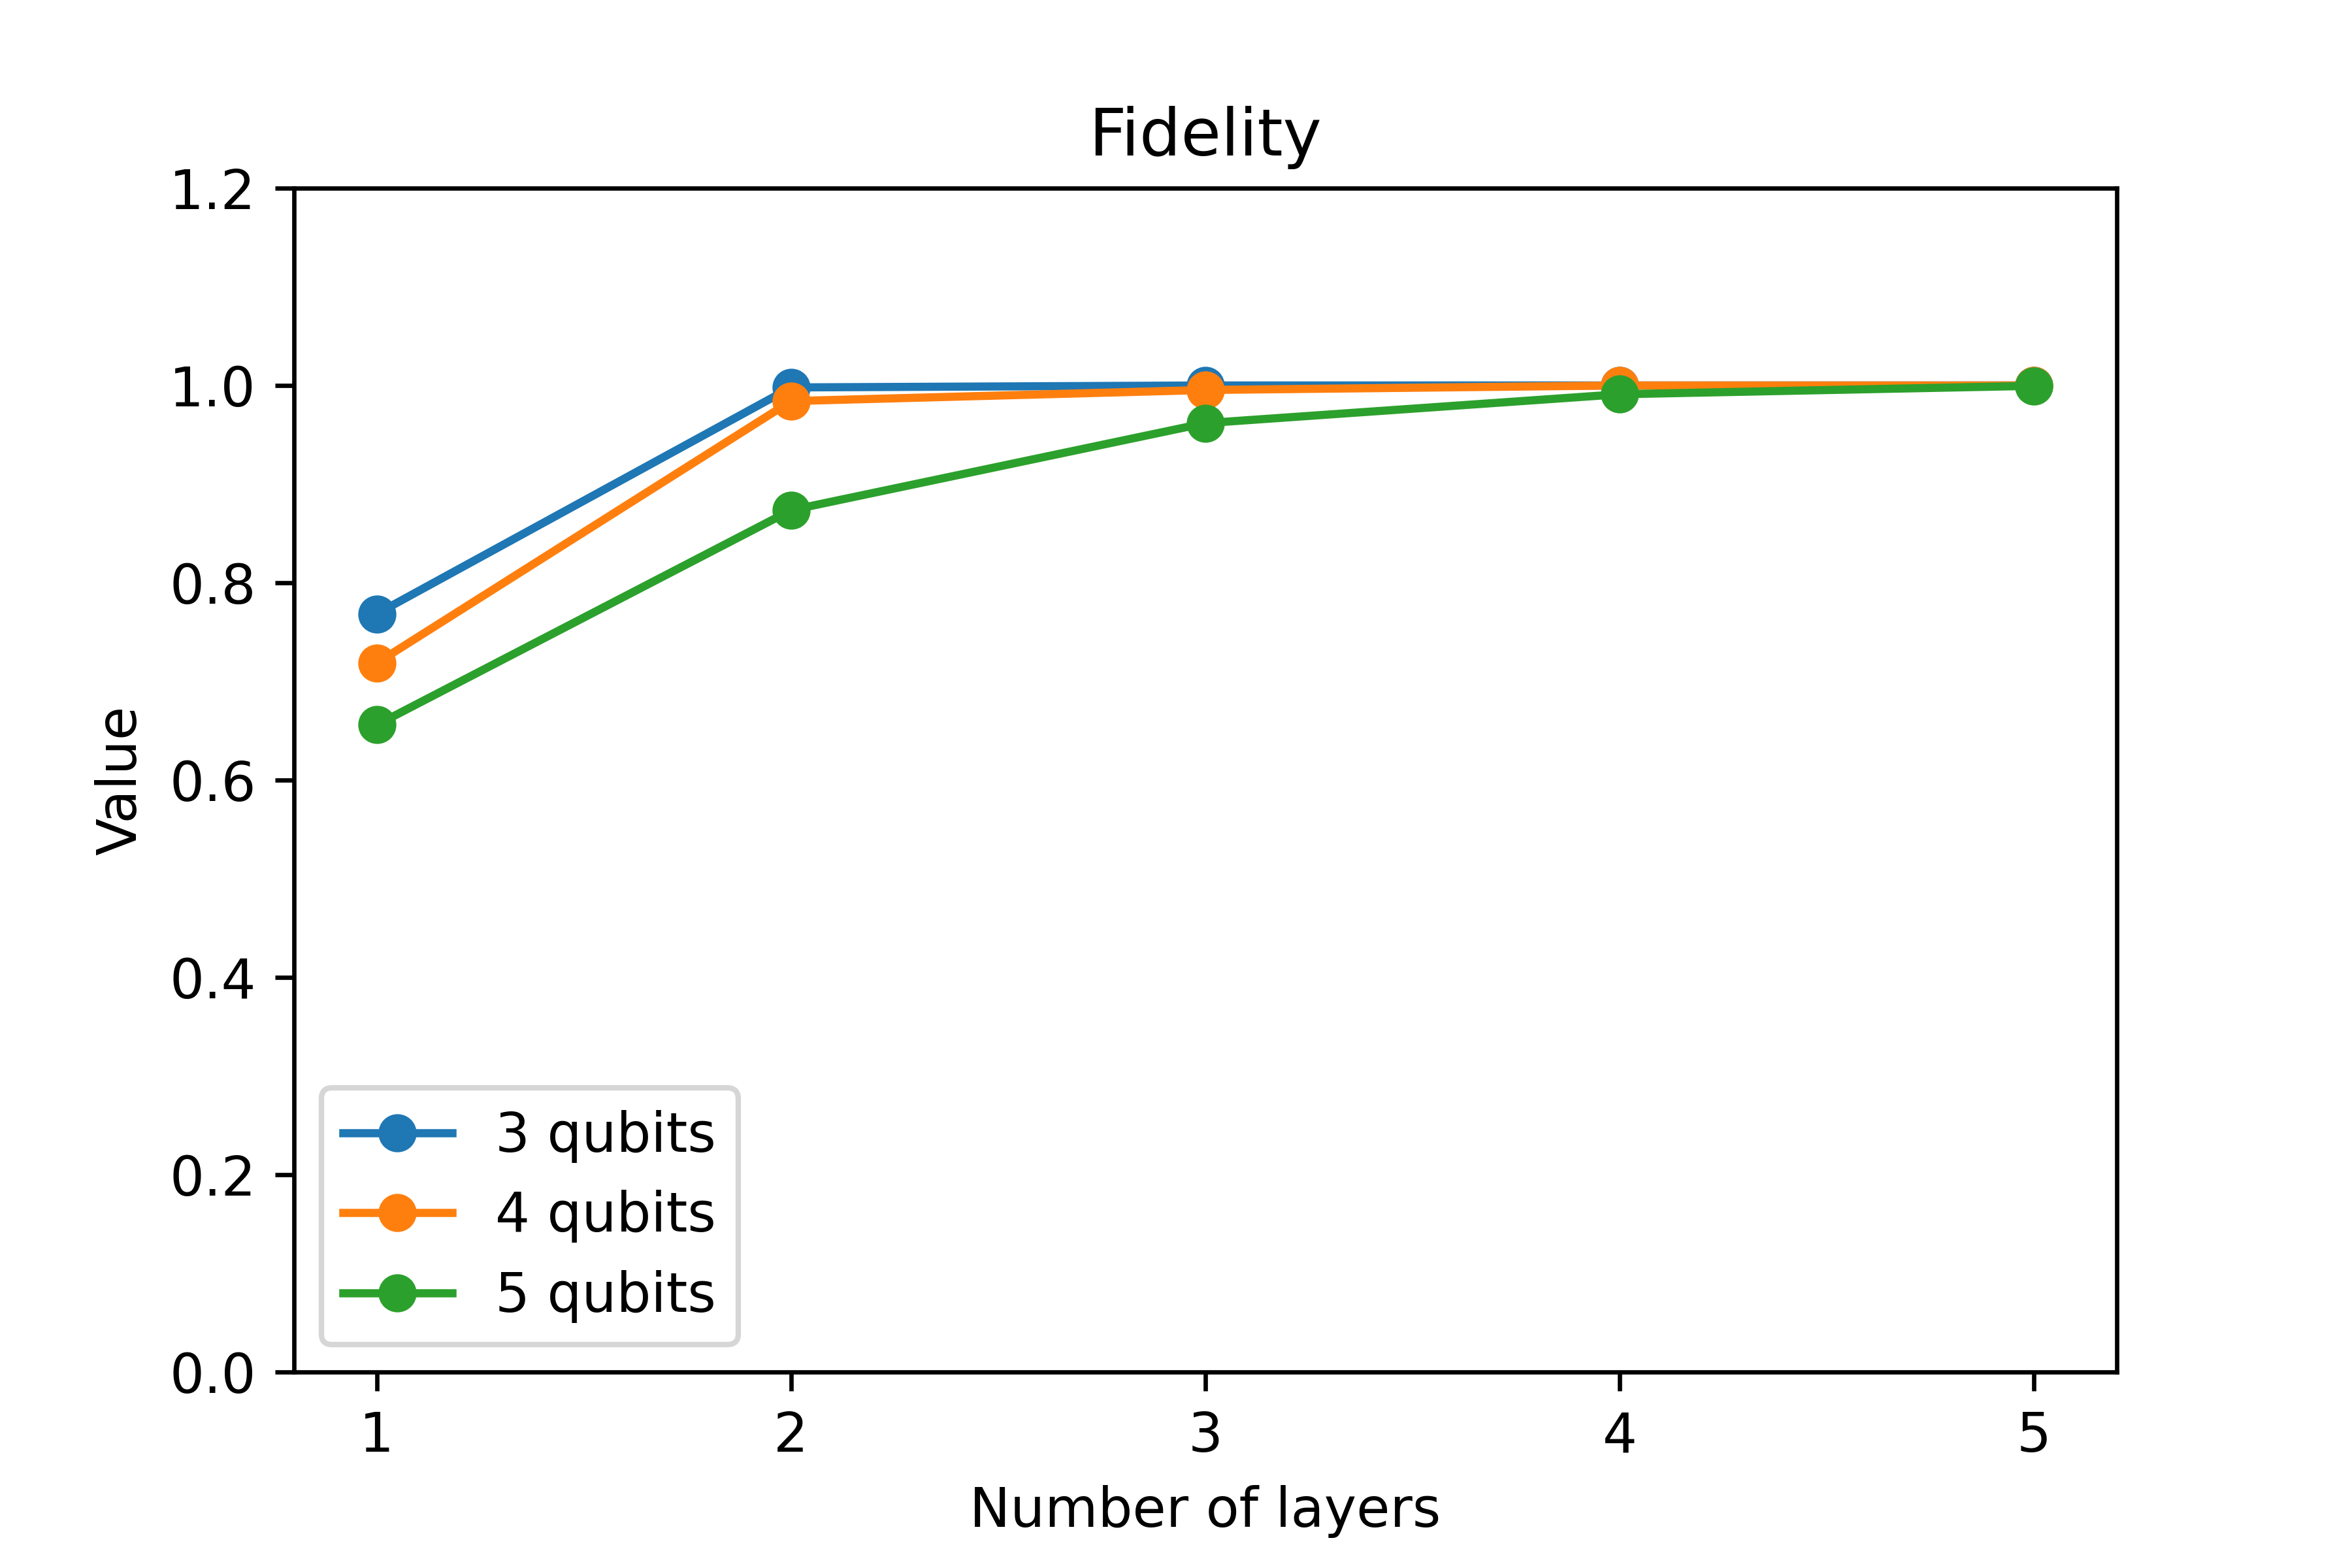 Fidelity
1.2
1.0
0.8
0.6
0.4
0.2
0.0
Value
3 qubits
4 qubits
5 qubits
1 2 3 4 5
Number of layers